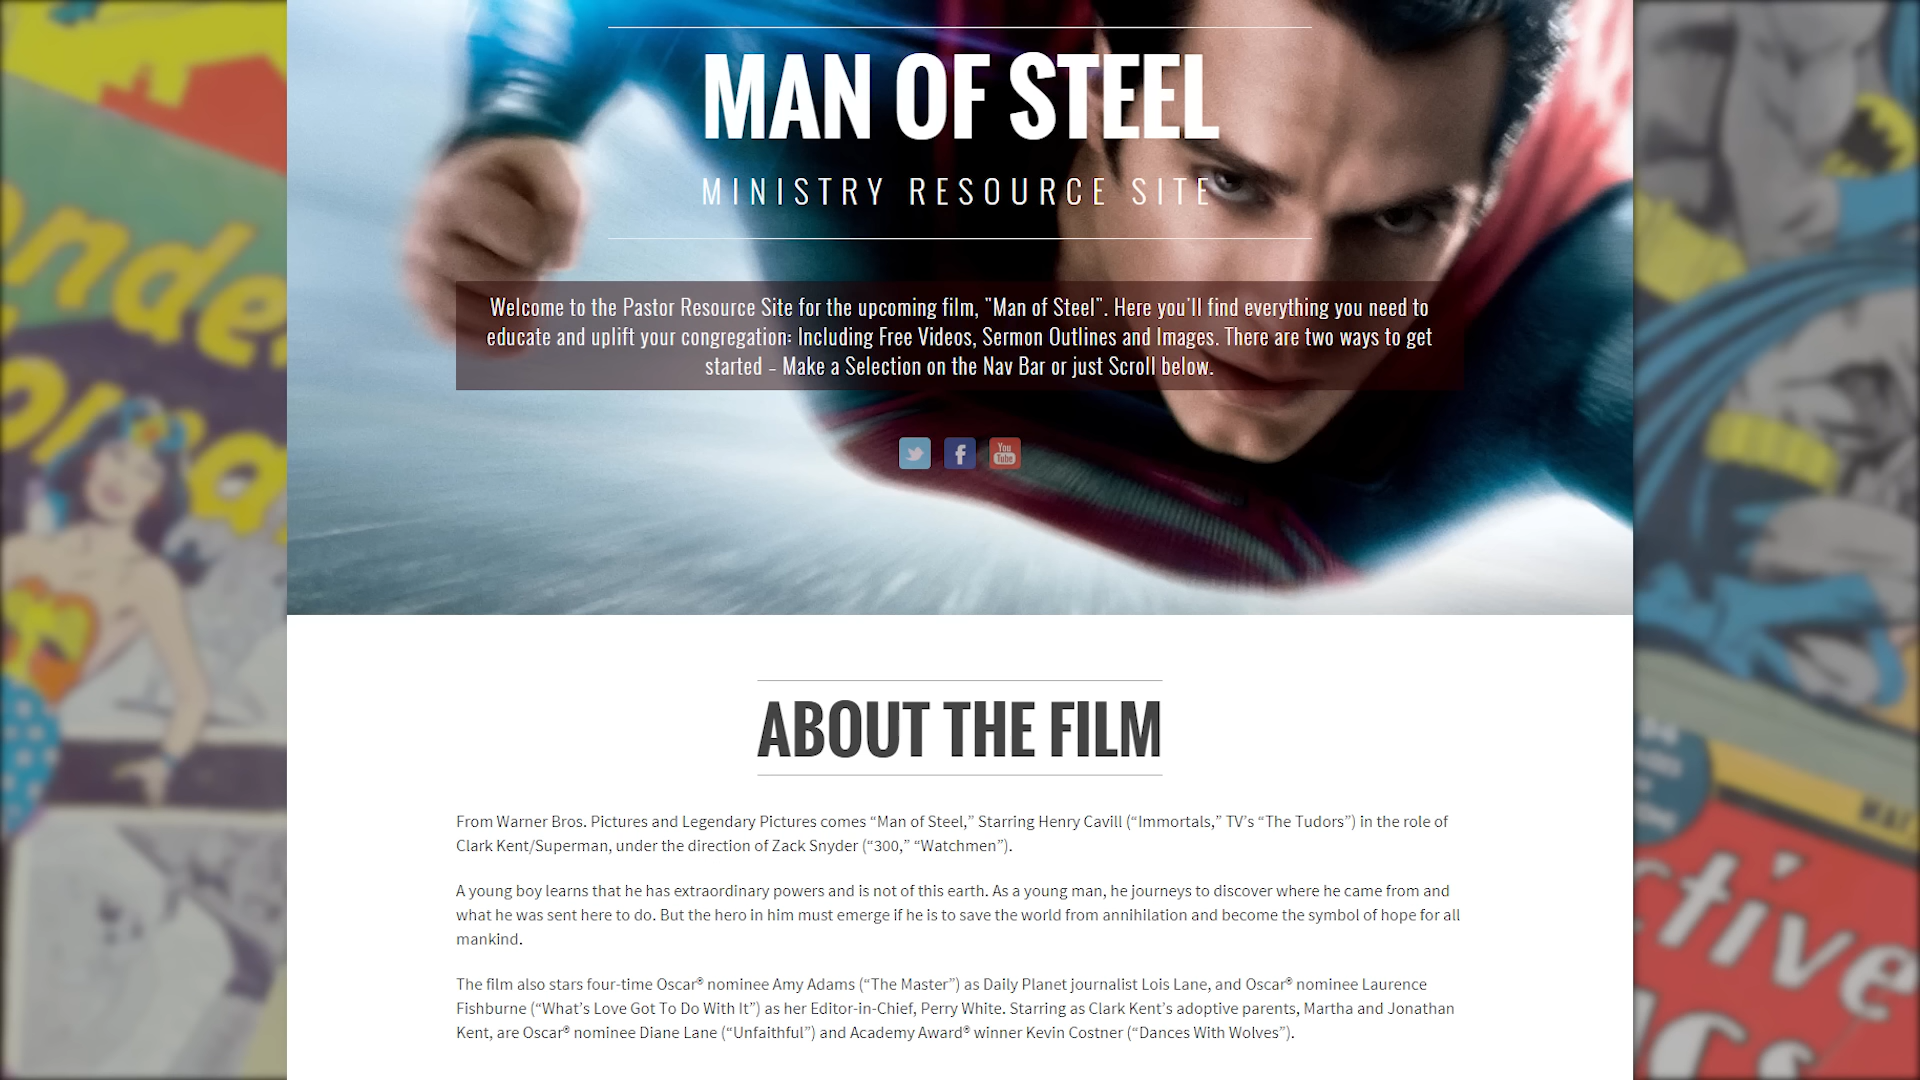 MAN OF STEEL
MINISTRY RESOURCE SITE
Welcome to the Pastor Resource Site for the upcoming film, "Man of Steel". Here you'll find everything you need to
educate and uplift your congregation: Including Free Videos, Sermon Outlines and Images. There are two ways to get
started – Make a Selection on the Nav Bar or just Scroll below.
You
Tube
ABOUT THE FILM
From Warner Bros. Pictures and Legendary Pictures comes “Man of Steel,” Starring Henry Cavill (“Immortals,” TV’s “The Tudors”) in the role of
Clark Kent/Superman, under the direction of Zack Snyder (“300,” “Watchmen”).
A young boy learns that he has extraordinary powers and is not of this earth. As a young man, he journeys to discover where he came from and
what he was sent here to do. But the hero in him must emerge if he is to save the world from annihilation and become the symbol of hope for all
mankind.
The film also stars four-time Oscar® nominee Amy Adams (“The Master”) as Daily Planet journalist Lois Lane, and Oscar® nominee Laurence
Fishburne (“What’s Love Got To Do With It”) as her Editor-in-Chief, Perry White. Starring as Clark Kent’s adoptive parents, Martha and Jonathan
Kent, are Oscar® nominee Diane Lane (“Unfaithful”) and Academy Award® winner Kevin Costner (“Dances With Wolves”).